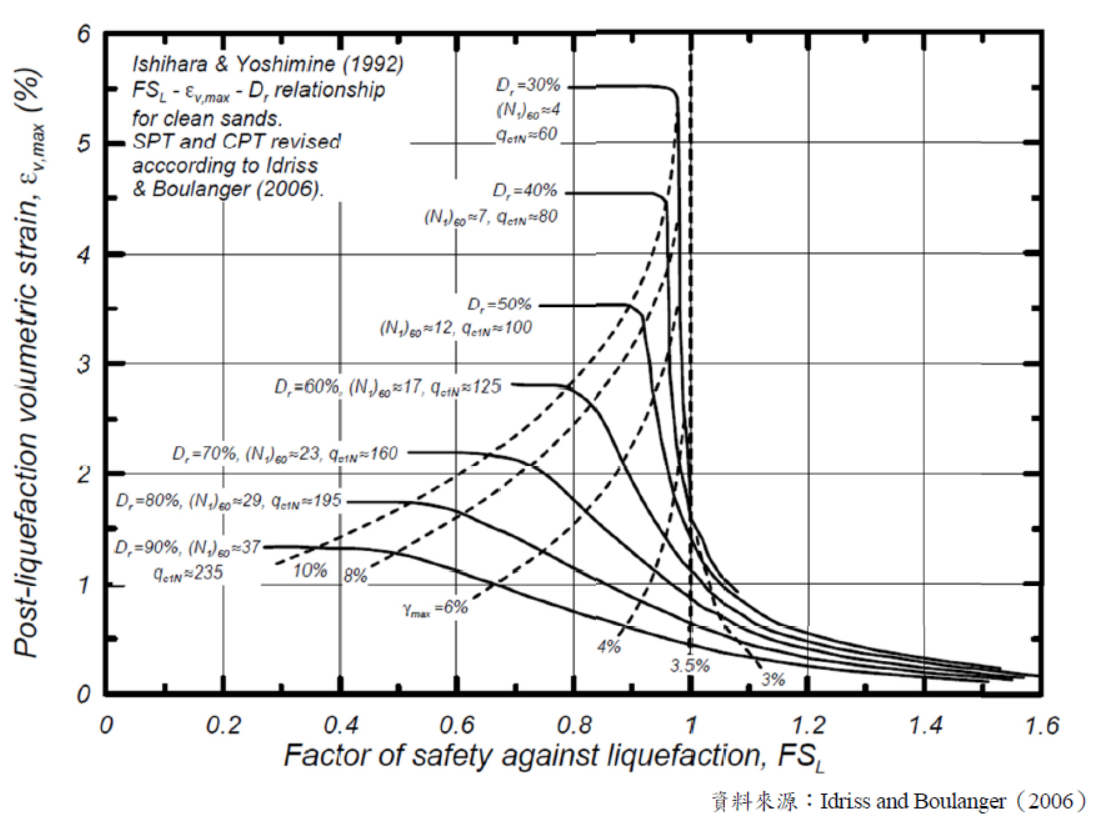 6
5
4
3
2
1
0
Post-liquefaction volumetric strain, εv,max (%)
Ishihara & Yoshimine (1992)
FSL - εv,max - Dr relationship
for clean sands.
SPT and CPT revised
acccording to Idriss
& Boulanger (2006).
Dr=30%
(N1)60≈4
qc1N≈60
Dr=40%
(N1)60≈7, qc1N≈80
Dr=50%
(N1)60≈12, qc1N≈100
Dr=60%, (N1)60≈17, qc1N≈125
Dr=70%, (N1)60≈23, qc1N≈160
Dr=80%, (N1)60≈29, qc1N≈195
Dr=90%, (N1)60≈37
qc1N≈235
10%
8%
γmax=6%
4%
3.5%
3%
0 0.2 0.4 0.6 0.8 1 1.2 1.4 1.6
Factor of safety against liquefaction, FSL
資料來源：Idriss and Boulanger（2006）